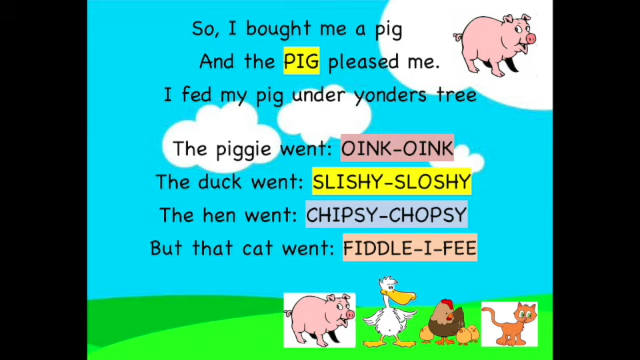 So, I bought me a pig
And the PIG pleased me.
I fed my pig under yonders tree
The piggie went: OINK-OINK
The duck went: SLISHY-SLOSHY
The hen went: CHIPSY-CHOPSY
But that cat went: FIDDLE-I-FEE